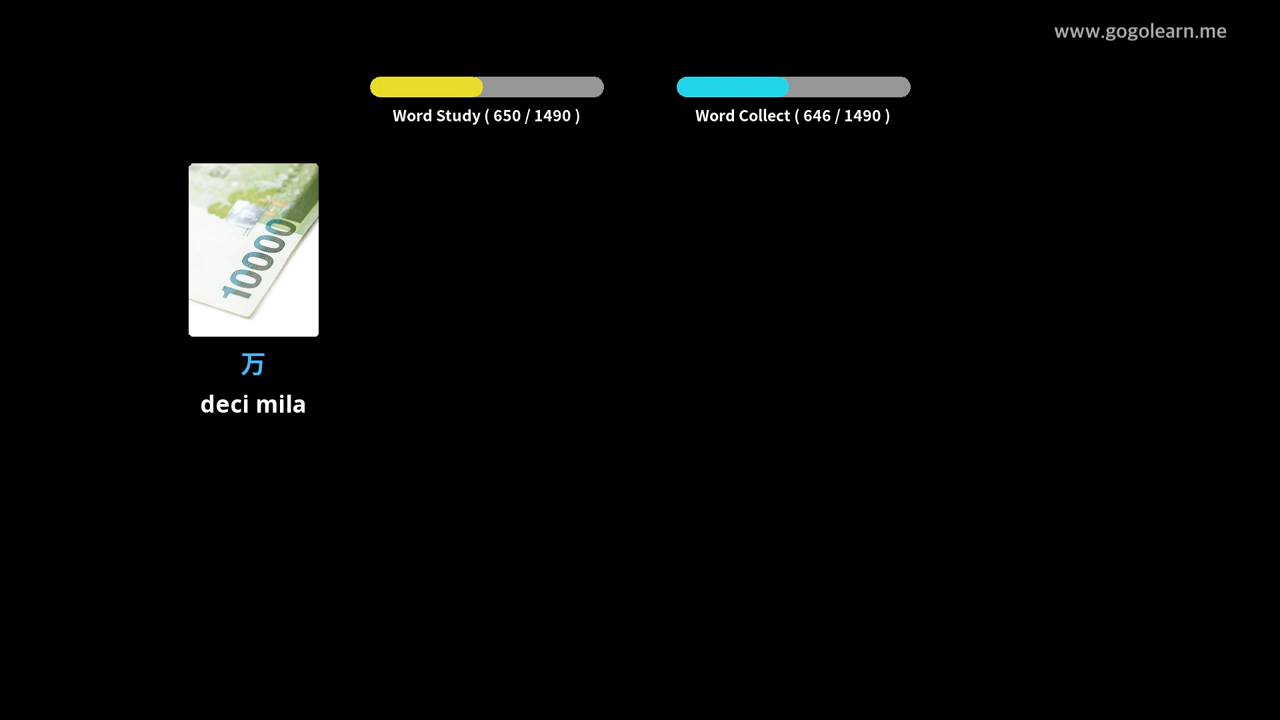 www.gogolearn.me
Word Study ( 650 / 1490 )
Word Collect ( 646 / 1490 )
10000
万
deci mila